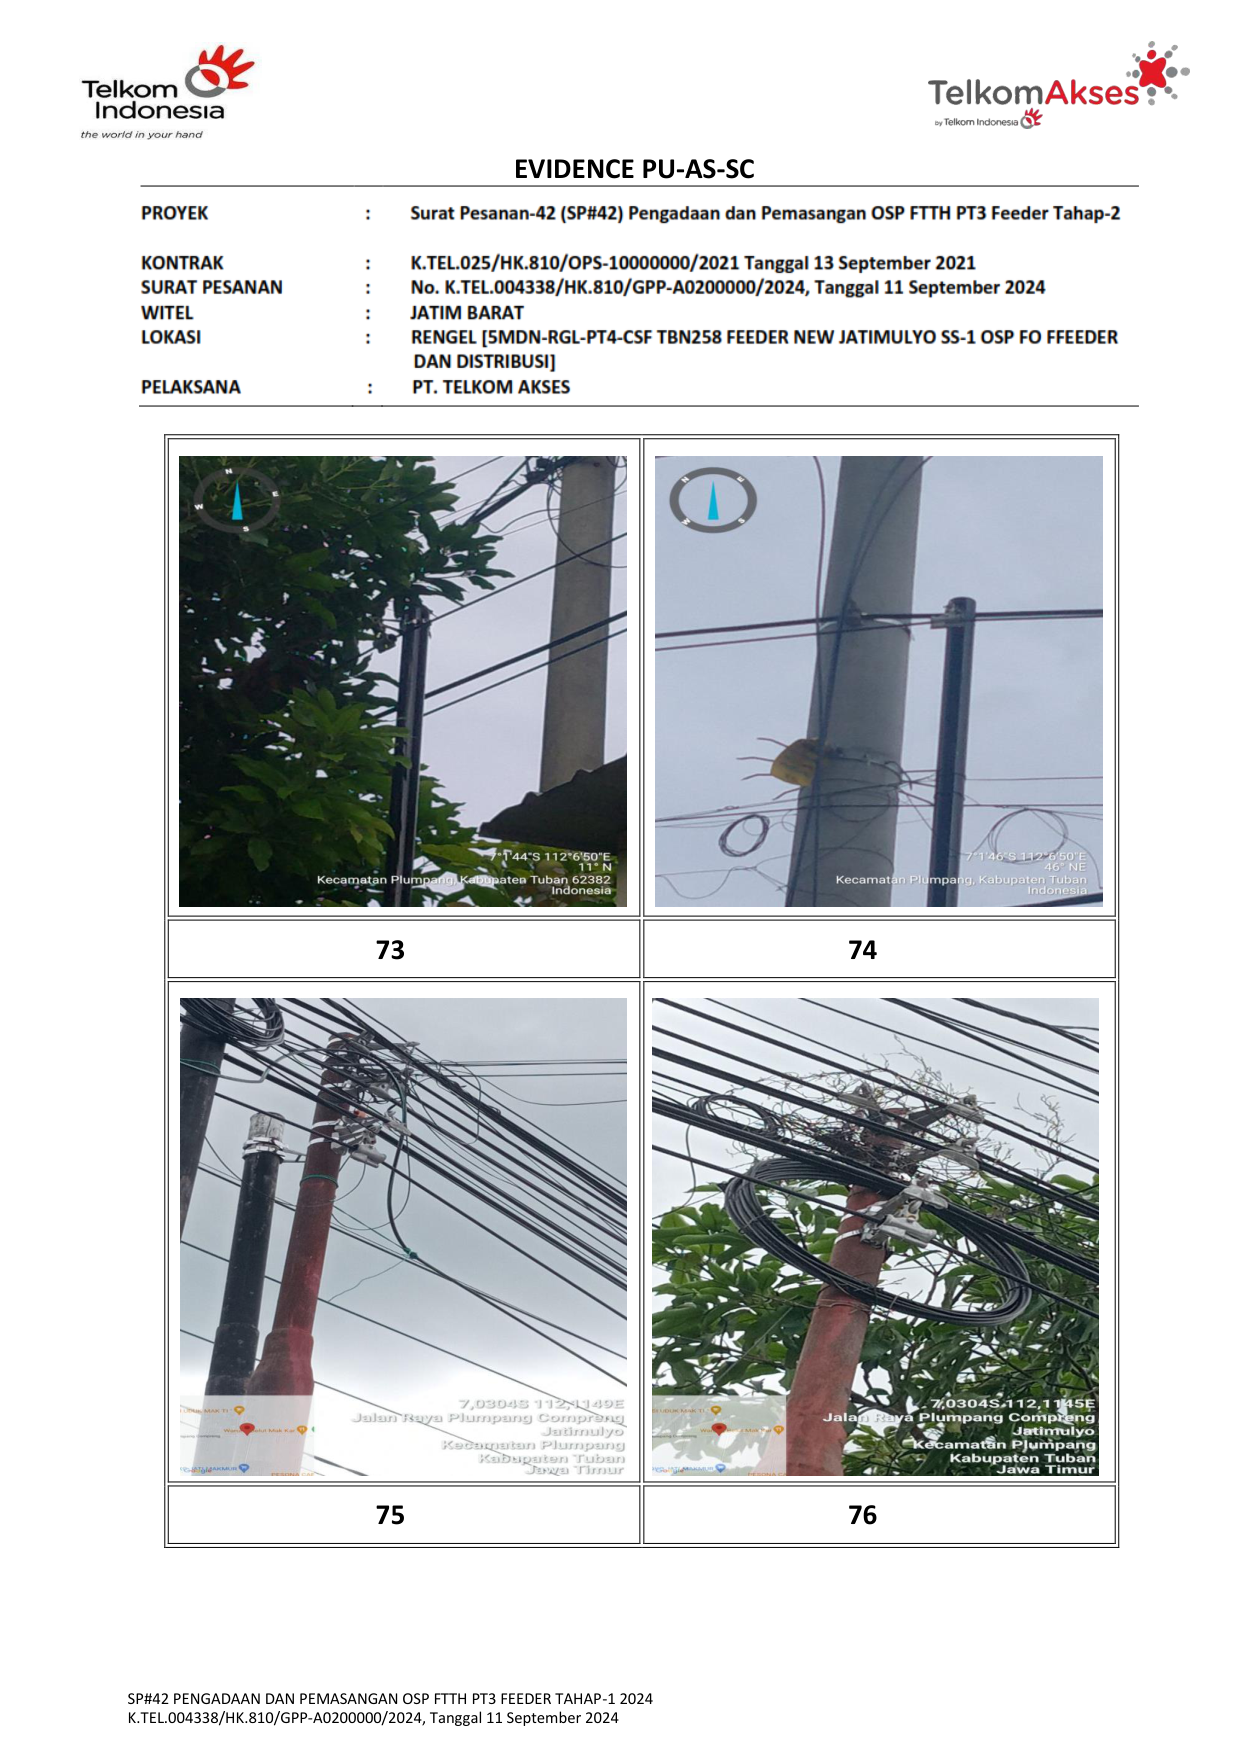 Telkom
Indonesia
the world in your hand
TelkomAkses
by Telkom Indonesia
EVIDENCE PU-AS-SC
PROYEK : Surat Pesanan-42 (SP#42) Pengadaan dan Pemasangan OSP FTTH PT3 Feeder Tahap-2
KONTRAK : K.TEL.025/HK.810/OPS-10000000/2021 Tanggal 13 September 2021
SURAT PESANAN : No. K.TEL.004338/HK.810/GPP-A0200000/2024, Tanggal 11 September 2024
WITEL : JATIM BARAT
LOKASI : RENGEL [5MDN-RGL-PT4-CSF TBN258 FEEDER NEW JATIMULYO SS-1 OSP FO FFEEDER
DAN DISTRIBUSI]
PELAKSANA : PT. TELKOM AKSES
N
E
S
W
7°1'44"S 112°6'50"E
11° N
Kecamatan Plumpang, Kabupaten Tuban 62382
Indonesia
7°1'46"S 112°6'50"E
46° NE
Kecamatan Plumpang, Kabupaten Tuban
Indonesia
73
74
7,0304S 112,1149E
Jalan Raya Plumpang Compreng
Jatimulyo
Kecamatan Plumpang
Kabupaten Tuban
Jawa Timur
7,0304S 112,1145E
Jalan Raya Plumpang Compreng
Jatimulyo
Kecamatan Plumpang
Kabupaten Tuban
Jawa Timur
75
76
SP#42 PENGADAAN DAN PEMASANGAN OSP FTTH PT3 FEEDER TAHAP-1 2024
K.TEL.004338/HK.810/GPP-A0200000/2024, Tanggal 11 September 2024